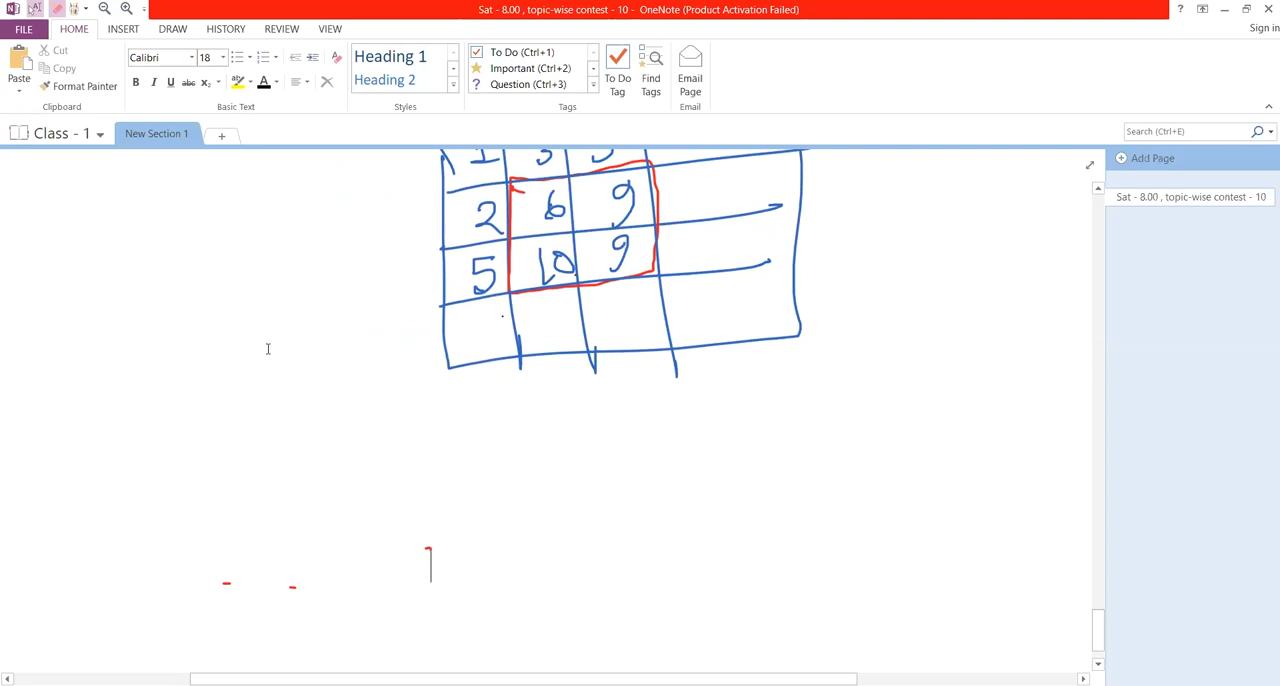 Sat - 8.00 , topic-wise contest - 10 - OneNote (Product Activation Failed)
FILE HOME INSERT DRAW HISTORY REVIEW VIEW
Sign in
Cut
Copy
Format Painter
Paste
Clipboard
Calibri 18
B I U abc X₂ A
Basic Text
Heading 1
Heading 2
Styles
To Do (Ctrl+1)
Important (Ctrl+2)
Question (Ctrl+3)
To Do Tag
Find Tags
Tags
Email Page
Email
Class - 1
New Section 1
Search (Ctrl+E)
Add Page
Sat - 8.00 , topic-wise contest - 10
2 6 9
5 10 9